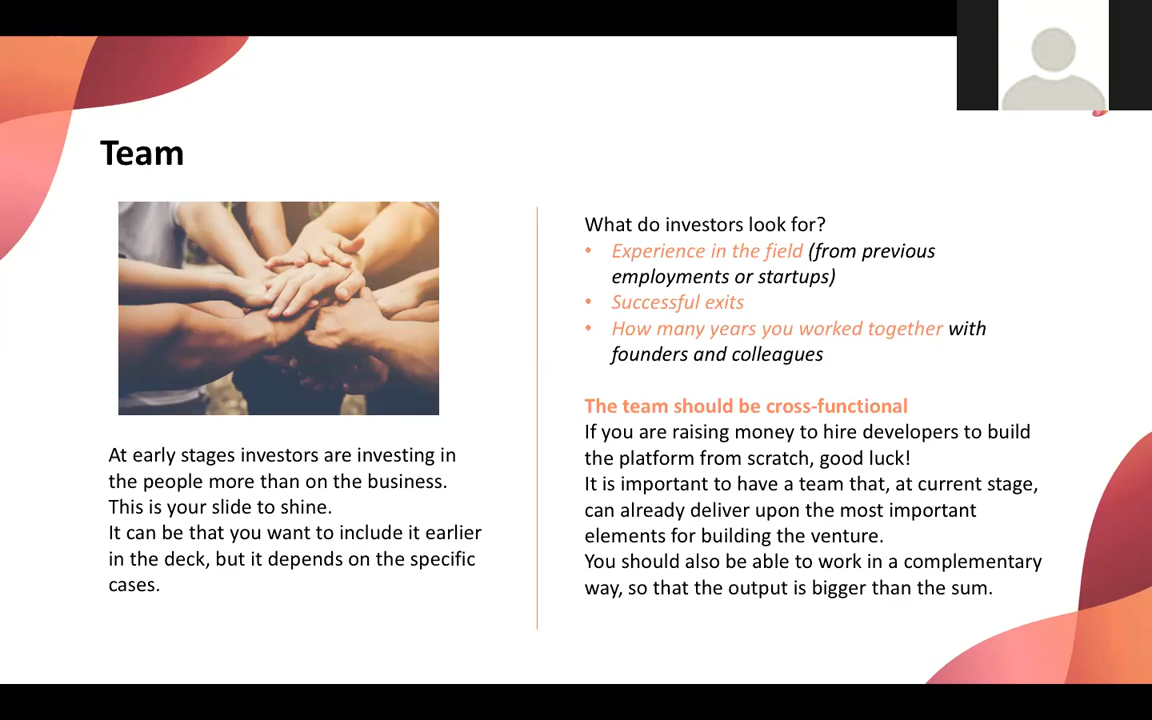 Team
At early stages investors are investing in
the people more than on the business.
This is your slide to shine.
It can be that you want to include it earlier
in the deck, but it depends on the specific
cases.
What do investors look for?
• Experience in the field (from previous
employments or startups)
• Successful exits
• How many years you worked together with
founders and colleagues
The team should be cross-functional
If you are raising money to hire developers to build
the platform from scratch, good luck!
It is important to have a team that, at current stage,
can already deliver upon the most important
elements for building the venture.
You should also be able to work in a complementary
way, so that the output is bigger than the sum.